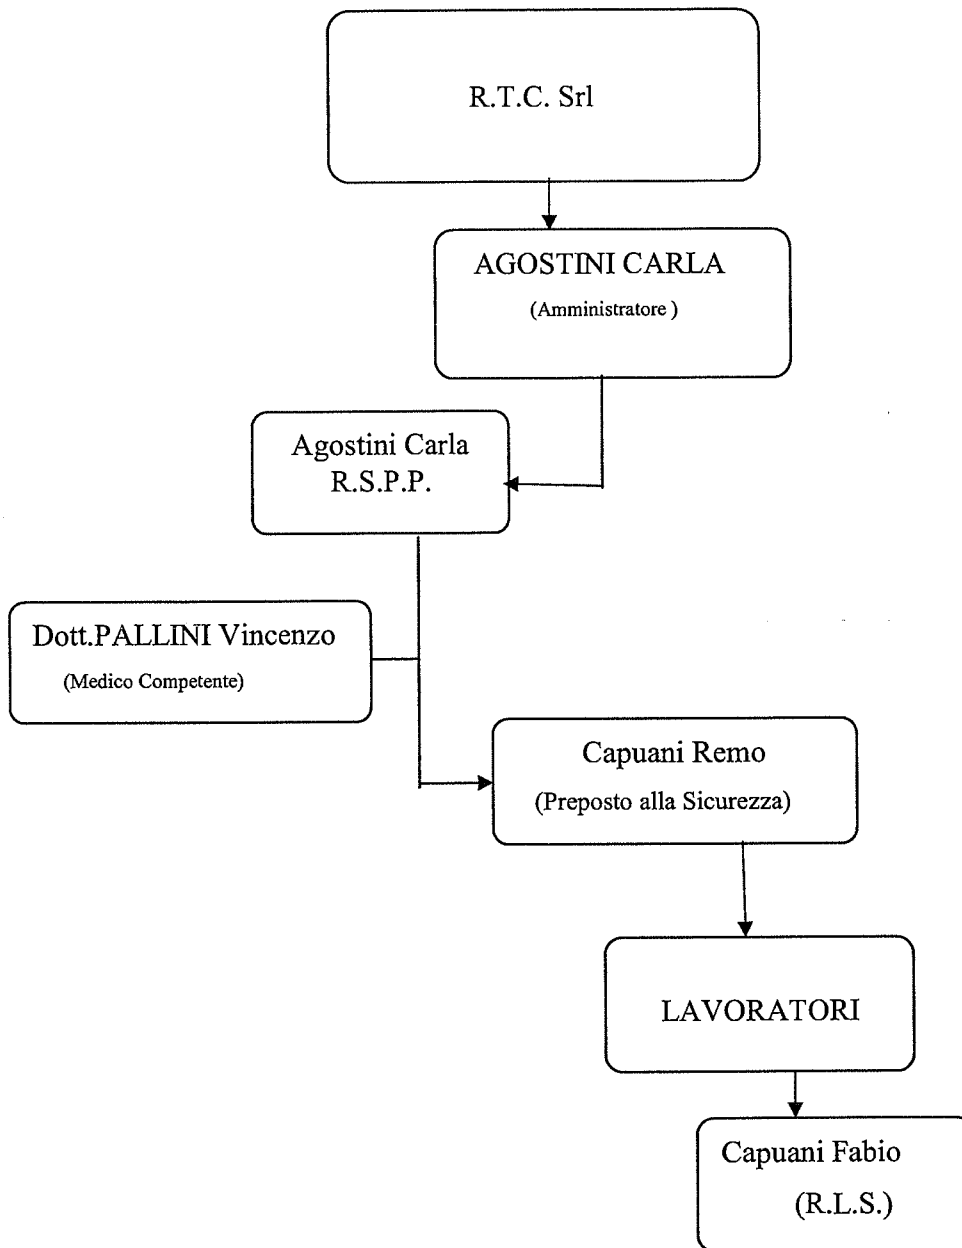 R.T.C. Srl
AGOSTINI CARLA
(Amministratore )
Agostini Carla
R.S.P.P.
Dott.PALLINI Vincenzo
(Medico Competente)
Capuani Remo
(Preposto alla Sicurezza)
LAVORATORI
Capuani Fabio
(R.L.S.)